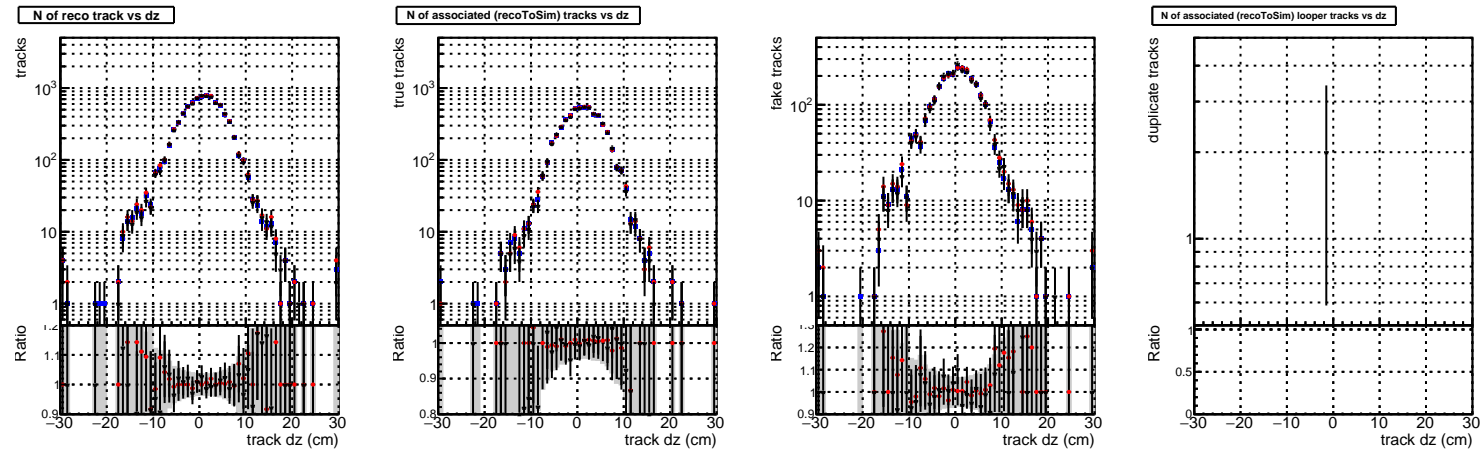 N of reco track vs dz
tracks
10³
10²
10
1
Ratio
1.2
1.1
1
0.9
−30 −20 −10 0 10 20 30
track dz (cm)
N of associated (recoToSim) tracks vs dz
true tracks
10³
10²
10
1
Ratio
1
0.9
0.8
−30 −20 −10 0 10 20 30
track dz (cm)
fake tracks
10²
10
1
Ratio
1.3
1.2
1.1
1
0.9
−30 −20 −10 0 10 20 30
track dz (cm)
N of associated (recoToSim) looper tracks vs dz
duplicate tracks
1
Ratio
1
0.5
0
−30 −20 −10 0 10 20 30
track dz (cm)